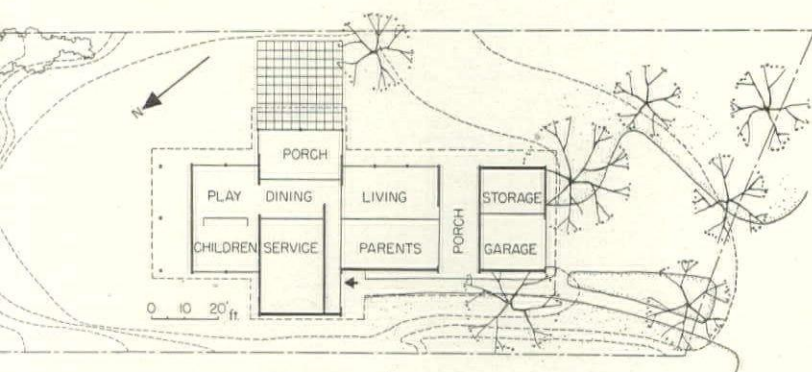 N
PORCH
PLAY DINING LIVING STORAGE
PORCH
CHILDREN SERVICE PARENTS GARAGE
0 10 20' ft.